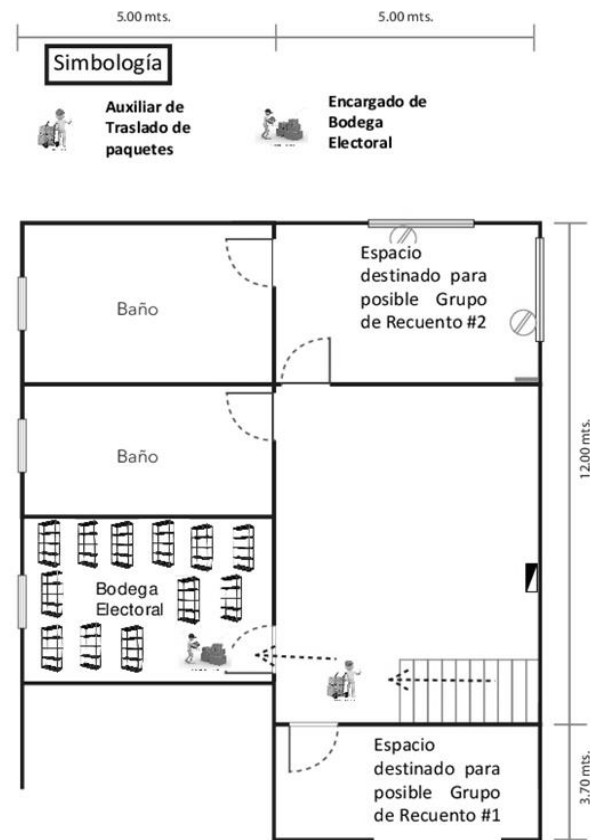 5.00 mts.
5.00 mts.
Simbología
Auxiliar de
Traslado de
paquetes
Encargado de
Bodega
Electoral
Espacio
destinado para
posible Grupo
de Recuento #2
Baño
Baño
12.00 mts.
Bodega
Electoral
Espacio
destinado para
posible Grupo
de Recuento #1
3.70 mts.